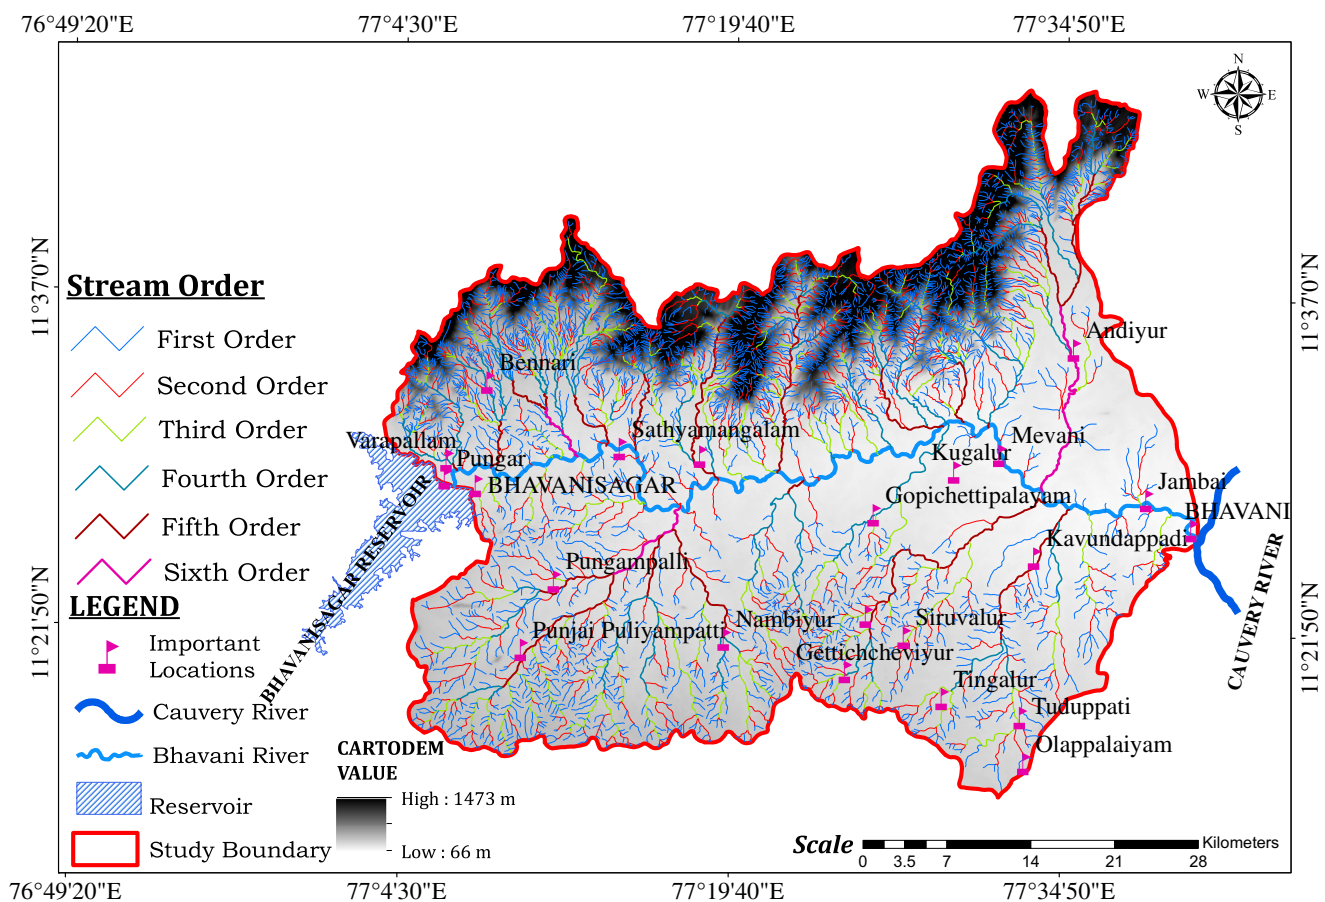 76°49'20"E 77°4'30"E 77°19'40"E 77°34'50"E
N
W E
S
11°37'0"N
11°37'0"N
11°21'50"N
11°21'50"N
Stream Order
First Order
Second Order
Third Order
Fourth Order
Fifth Order
Sixth Order
LEGEND
Important
Locations
Cauvery River
Bhavani River
Reservoir
Study Boundary
Andiyur
Bennari
Sathyamangalam
Varapallam
Mevani
Pungar
Kugalur
BHAVANISAGAR
Gopichettipalayam
Jambai
BHAVANI
Kavundappadi
Pungampalli
Punjai Puliyampatti
Nambiyur
Siruvalur
Gettichcheviyur
Tingalur
Tuduppati
Olappalaiyam
BHAVANISAGAR RESERVOIR
CAUVERY RIVER
CARTODEM
VALUE
High : 1473 m
Low : 66 m
Scale
Kilometers
0 3.5 7 14 21 28
76°49'20"E 77°4'30"E 77°19'40"E 77°34'50"E